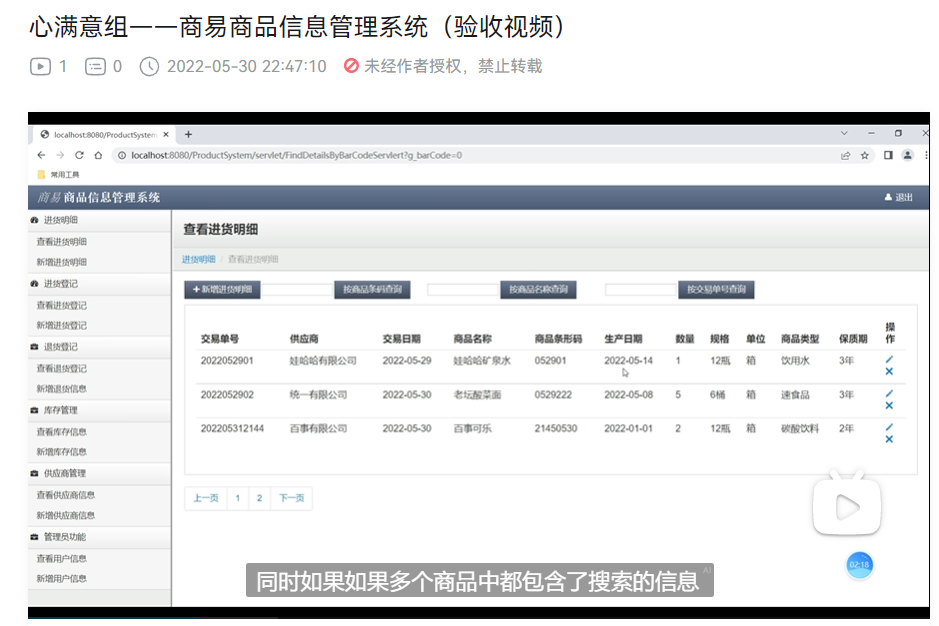 心满意组一一商易商品信息管理系统（验收视频）
1 0 2022-05-30 22:47:10 未经作者授权，禁止转载
localhost:8080/ProductSystem
localhost:8080/ProductSystem/servlet/FindDetailsByBarCodeServlert?g_barCode=0
常用工具
商易 商品信息管理系统 退出
进货明细
查看进货明细
新增进货明细
进货登记
查看进货登记
新增进货登记
退货登记
查看退货登记
新增退货信息
库存管理
查看库存信息
新增库存信息
供应商管理
查看供应商信息
新增供应商信息
管理员功能
查看用户信息
新增用户信息
查看进货明细
进货明细 / 查看进货明细
+新增进货明细 按商品条码查询 按商品名称查询 按交易单号查询
交易单号 供应商 交易日期 商品名称 商品条形码 生产日期 数量 规格 单位 商品类型 保质期 操作
2022052901 娃哈哈有限公司 2022-05-29 娃哈哈矿泉水 052901 2022-05-14 1 12瓶 箱 饮用水 3年
2022052902 统一有限公司 2022-05-30 老坛酸菜面 0529222 2022-05-08 5 6桶 箱 速食品 3年
202205312144 百事有限公司 2022-05-30 百事可乐 21450530 2022-01-01 2 12瓶 箱 碳酸饮料 2年
上一页 1 2 下一页
02:18
同时如果如果多个商品中都包含了搜索的信息
AI